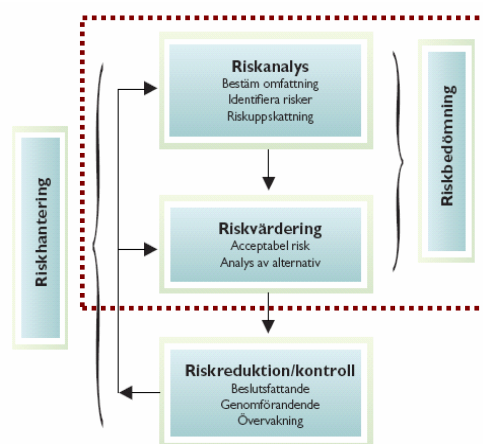 Riskhantering
Riskanalys
Bestäm omfattning
Identifiera risker
Riskuppskattning
Riskvärdering
Acceptabel risk
Analys av alternativ
Riskreduktion/kontroll
Beslutsfattande
Genomförandende
Övervakning
Riskbedömning